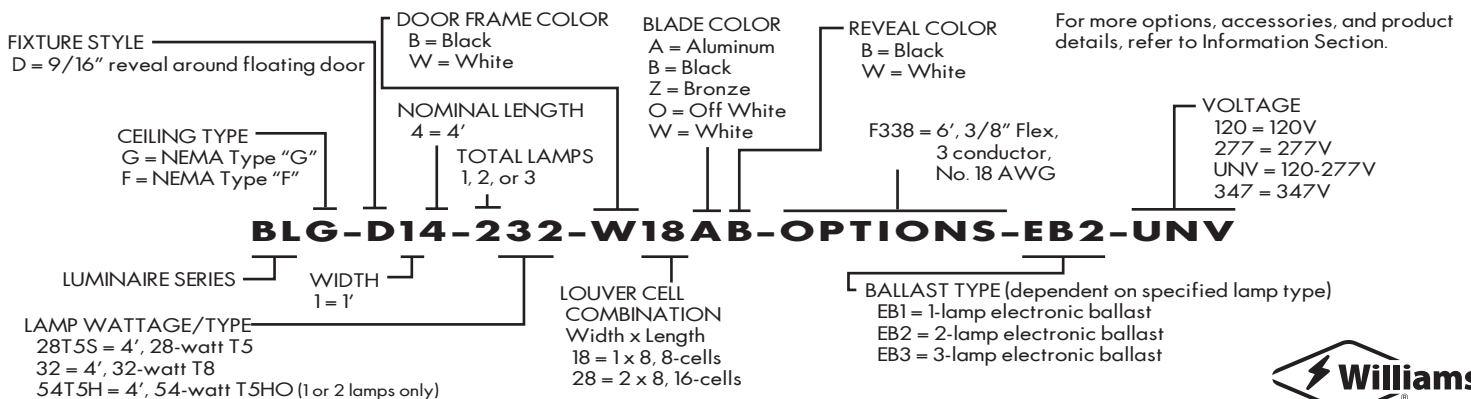 FIXTURE STYLE
D = 9/16” reveal around floating door
DOOR FRAME COLOR
B = Black
W = White
BLADE COLOR
A = Aluminum
B = Black
Z = Bronze
O = Off White
W = White
REVEAL COLOR
B = Black
W = White
For more options, accessories, and product
details, refer to Information Section.
CEILING TYPE
G = NEMA Type “G”
F = NEMA Type “F”
NOMINAL LENGTH
4 = 4’
TOTAL LAMPS
1, 2, or 3
F338 = 6’, 3/8” Flex,
3 conductor,
No. 18 AWG
VOLTAGE
120 = 120V
277 = 277V
UNV = 120-277V
347 = 347V
BLG-D14-232-W18AB-OPTIONS-EB2-UNV
LUMINAIRE SERIES
WIDTH
1 = 1’
LAMP WATTAGE/TYPE
28T5S = 4’, 28-watt T5
32 = 4’, 32-watt T8
54T5H = 4’, 54-watt T5HO (1 or 2 lamps only)
LOUVER CELL
COMBINATION
Width x Length
18 = 1 x 8, 8-cells
28 = 2 x 8, 16-cells
BALLAST TYPE (dependent on specified lamp type)
EB1 = 1-lamp electronic ballast
EB2 = 2-lamp electronic ballast
EB3 = 3-lamp electronic ballast
Williams
®